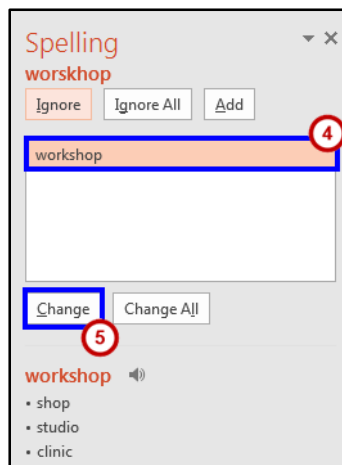 Spelling
worskhop
Ignore Ignore All Add
4
workshop
Change Change All
5
workshop
• shop
• studio
• clinic